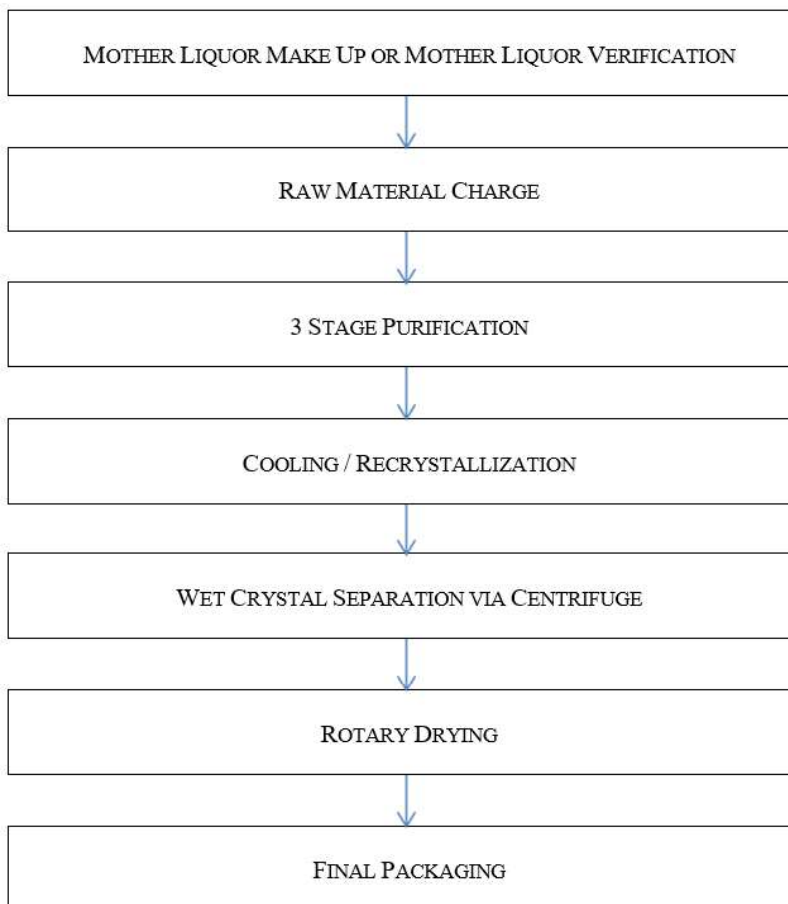 MOTHER LIQUOR MAKE UP OR MOTHER LIQUOR VERIFICATION
RAW MATERIAL CHARGE
3 STAGE PURIFICATION
COOLING / RECRYSTALLIZATION
WET CRYSTAL SEPARATION VIA CENTRIFUGE
ROTARY DRYING
FINAL PACKAGING